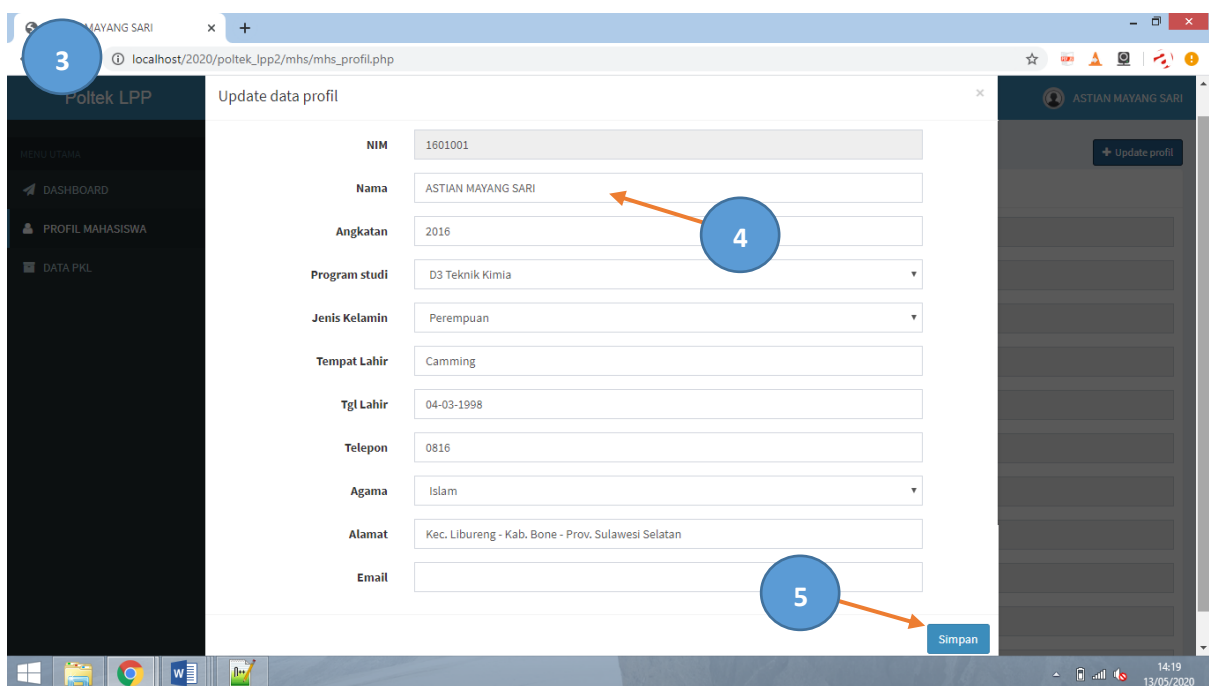 MAYANG SARI
3
localhost/2020/poltek_lpp2/mhs/mhs_profil.php
Poltek LPP
Update data profil
×
ASTIAN MAYANG SARI
MENU UTAMA
+ Update profil
DASHBOARD
PROFIL MAHASISWA
DATA PKL
NIM 1601001
Nama ASTIAN MAYANG SARI
4
Angkatan 2016
Program studi D3 Teknik Kimia
Jenis Kelamin Perempuan
Tempat Lahir Camming
Tgl Lahir 04-03-1998
Telepon 0816
Agama Islam
Alamat Kec. Libureng - Kab. Bone - Prov. Sulawesi Selatan
Email
5
Simpan
14:19
13/05/2020